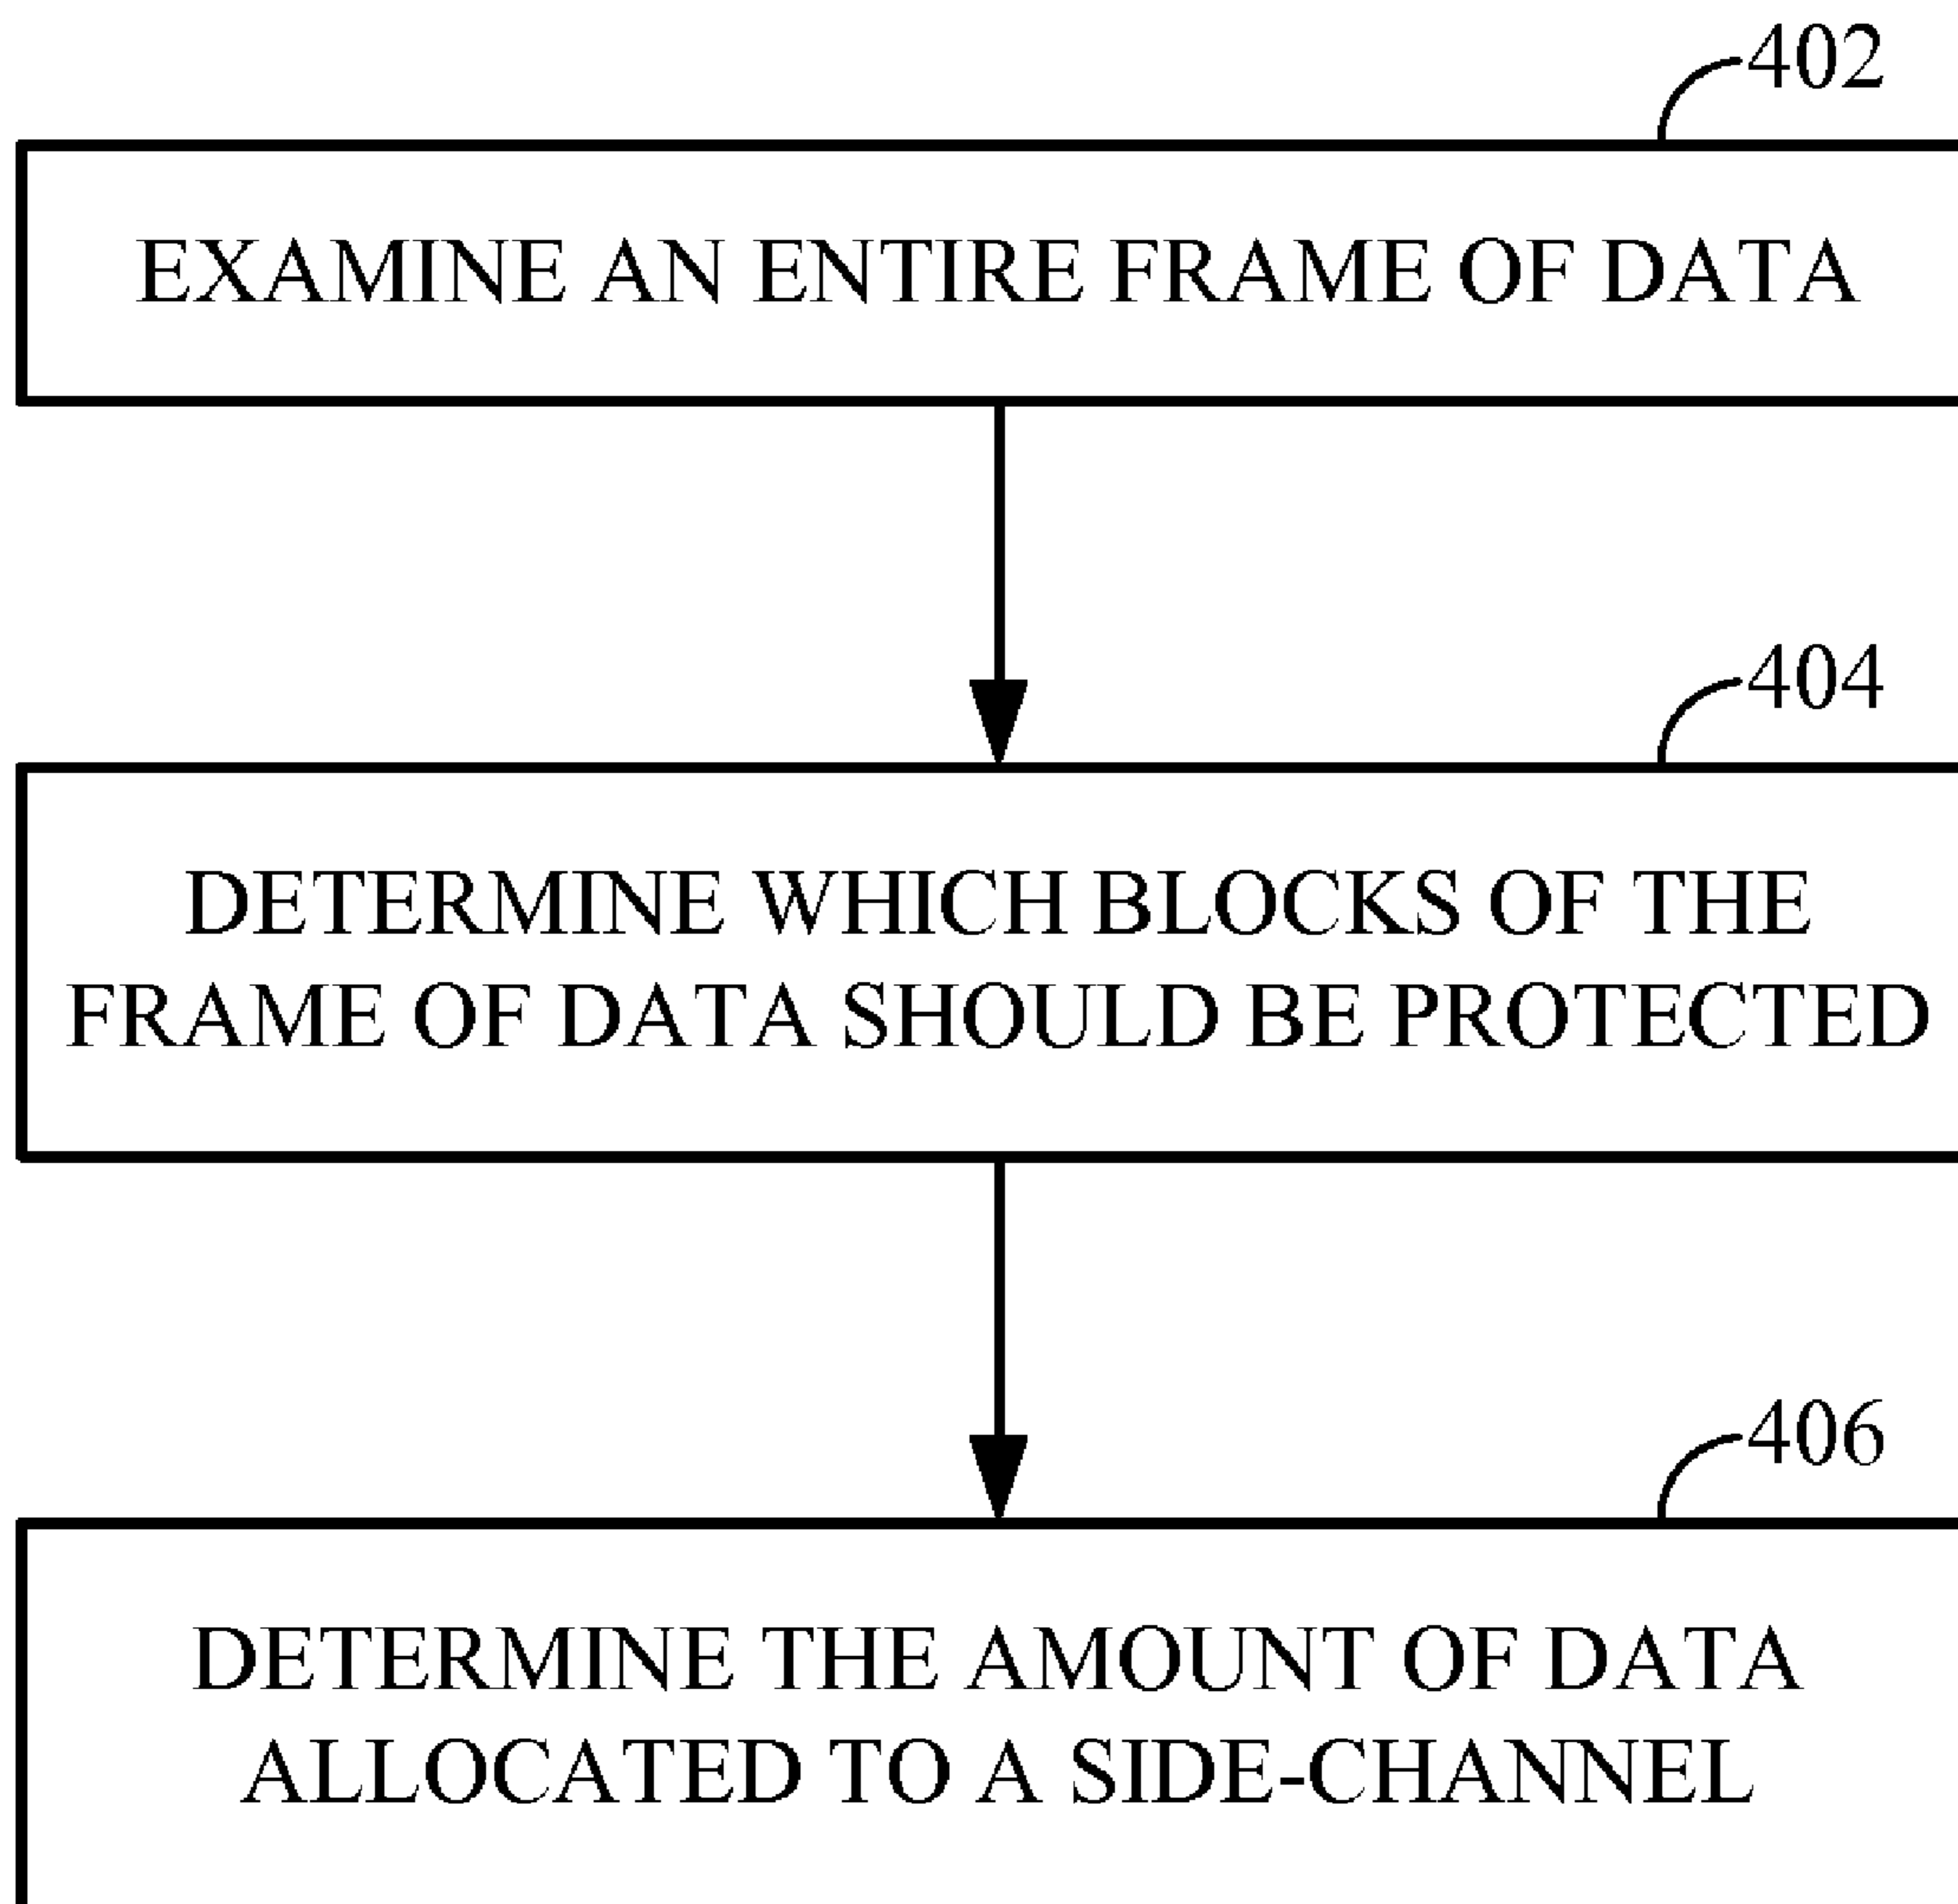 402
EXAMINE AN ENTIRE FRAME OF DATA
404
DETERMINE WHICH BLOCKS OF THE
FRAME OF DATA SHOULD BE PROTECTED
406
DETERMINE THE AMOUNT OF DATA
ALLOCATED TO A SIDE-CHANNEL